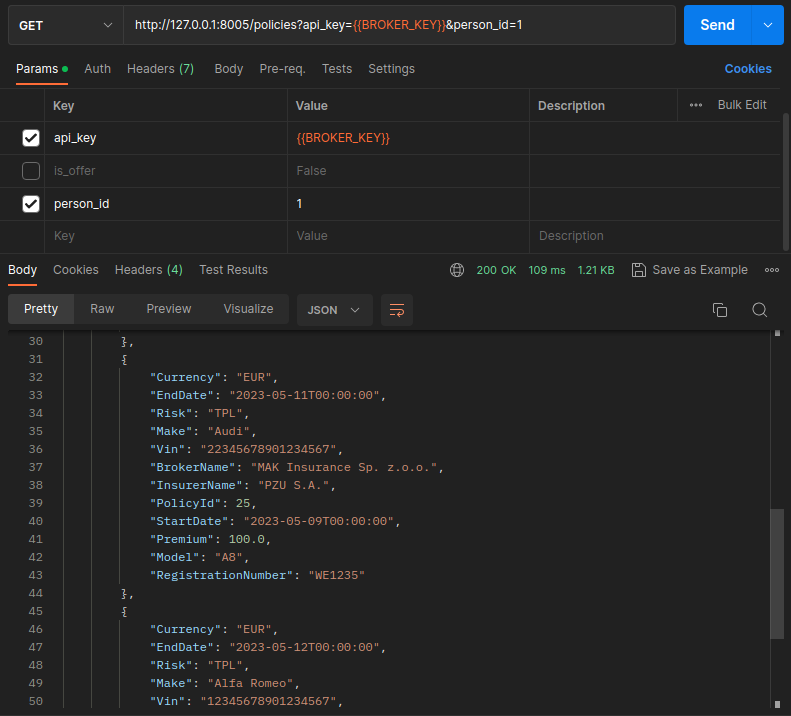 GET http://127.0.0.1:8005/policies?api_key={{BROKER_KEY}}&person_id=1 Send
Params Auth Headers (7) Body Pre-req. Tests Settings Cookies
Key Value Description Bulk Edit
api_key {{BROKER_KEY}}
is_offer False
person_id 1
Key Value Description
Body Cookies Headers (4) Test Results 200 OK 109 ms 1.21 KB Save as Example
Pretty Raw Preview Visualize JSON
30 },
31 {
32 "Currency": "EUR",
33 "EndDate": "2023-05-11T00:00:00",
34 "Risk": "TPL",
35 "Make": "Audi",
36 "Vin": "22345678901234567",
37 "BrokerName": "MAK Insurance Sp. z.o.o.",
38 "InsurerName": "PZU S.A.",
39 "PolicyId": 25,
40 "StartDate": "2023-05-09T00:00:00",
41 "Premium": 100.0,
42 "Model": "A8",
43 "RegistrationNumber": "WE1235"
44 },
45 {
46 "Currency": "EUR",
47 "EndDate": "2023-05-12T00:00:00",
48 "Risk": "TPL",
49 "Make": "Alfa Romeo",
50 "Vin": "12345678901234567",